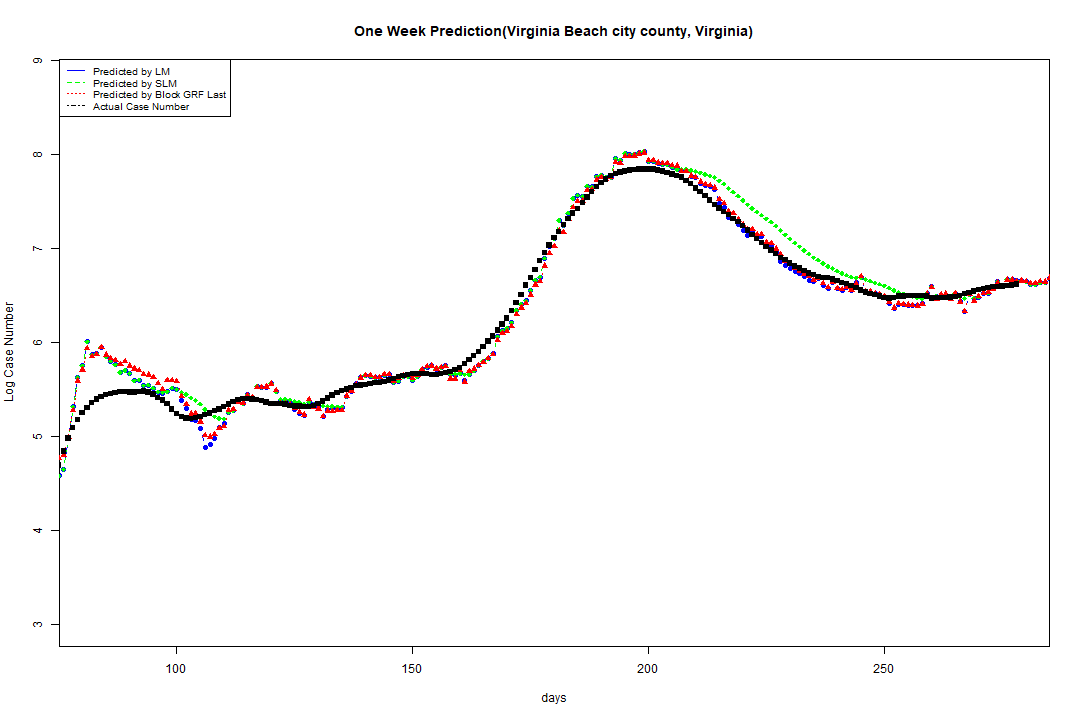 One Week Prediction(Virginia Beach city county, Virginia)
Predicted by LM
Predicted by SLM
Predicted by Block GRF Last
Actual Case Number
Log Case Number
9
8
7
6
5
4
3
100 150 200 250
days